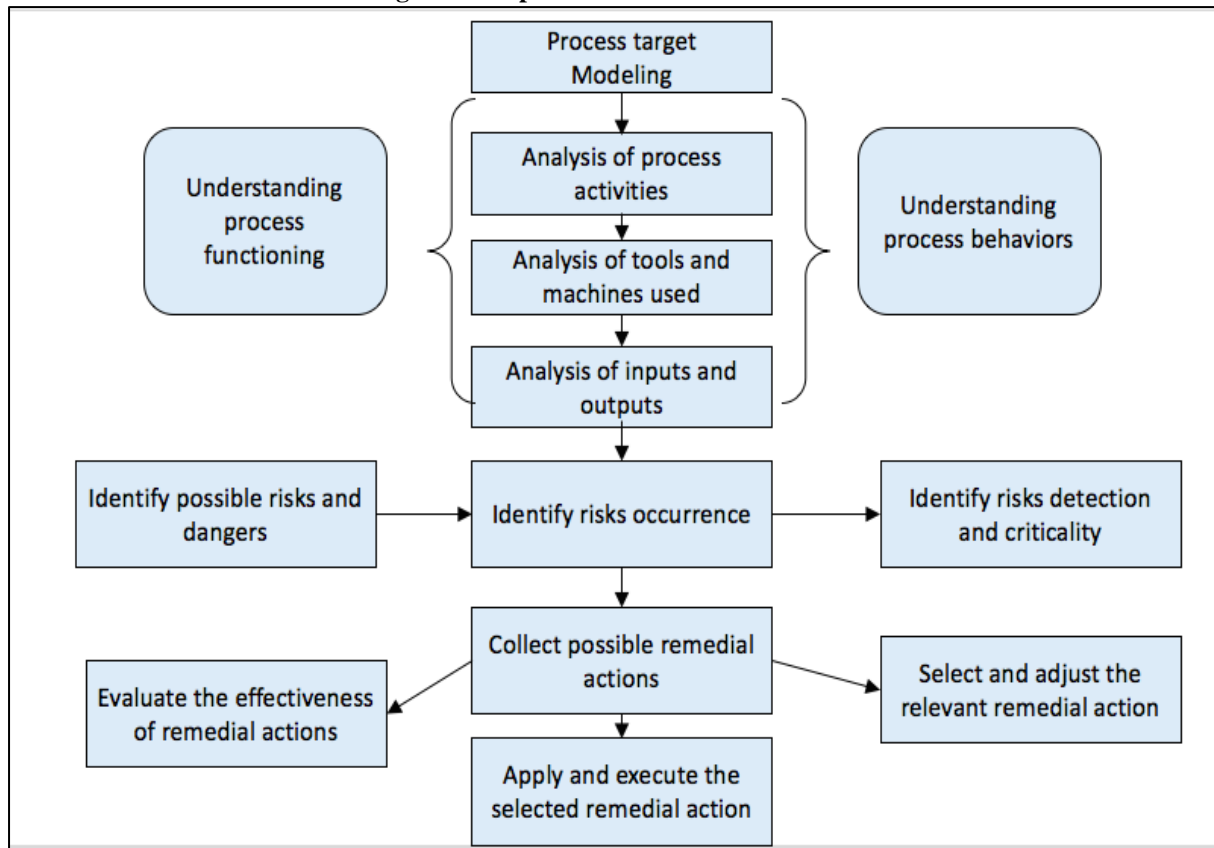 Process target
Modeling
Understanding
process
functioning
Analysis of process
activities
Understanding
process behaviors
Analysis of tools and
machines used
Analysis of inputs and
outputs
Identify possible risks and
dangers
Identify risks occurrence
Identify risks detection
and criticality
Collect possible remedial
actions
Evaluate the effectiveness
of remedial actions
Select and adjust the
relevant remedial action
Apply and execute the
selected remedial action